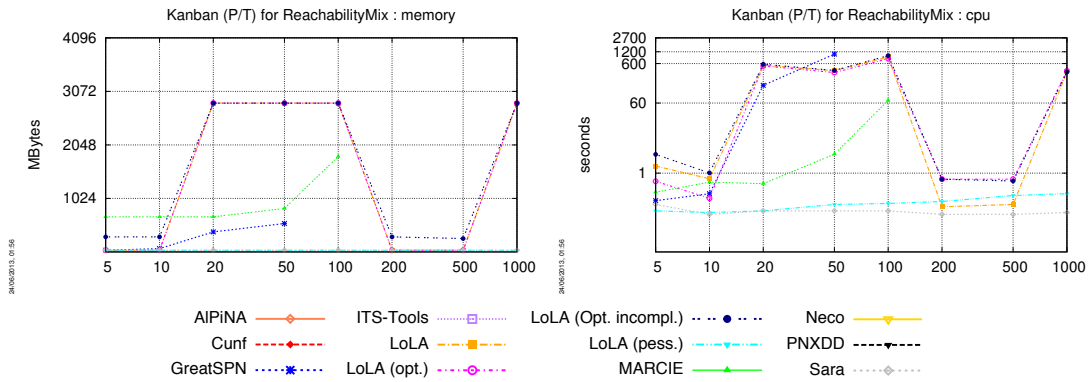 Kanban (P/T) for ReachabilityMix : memory
4096
3072
2048
1024
MBytes
5 10 20 50 100 200 500 1000
24/06/2013, 01:56
Kanban (P/T) for ReachabilityMix : cpu
2700
1200
600
60
1
seconds
5 10 20 50 100 200 500 1000
24/06/2013, 01:56
AlPiNA
Cunf
GreatSPN
ITS-Tools
LoLA
LoLA (opt.)
LoLA (Opt. incompl.)
LoLA (pess.)
MARCIE
Neco
PNXDD
Sara